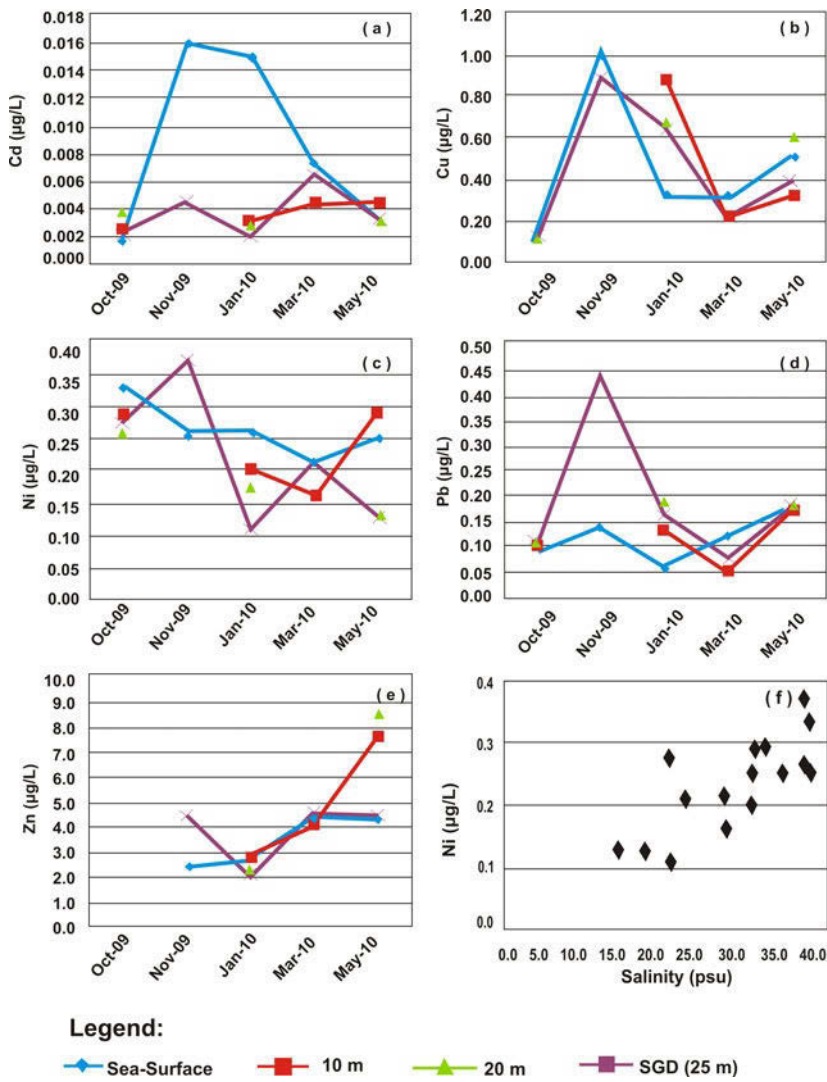 0.018
0.016
0.014
0.012
0.010
0.008
0.006
0.004
0.002
0.000
Cd (µg/L)
( a )
Oct-09
Nov-09
Jan-10
Mar-10
May-10
1.20
1.00
0.80
0.60
0.40
0.20
0.00
Cu (µg/L)
( b )
Oct-09
Nov-09
Jan-10
Mar-10
May-10
0.40
0.35
0.30
0.25
0.20
0.15
0.10
0.05
0.00
Ni (µg/L)
( c )
Oct-09
Nov-09
Jan-10
Mar-10
May-10
0.50
0.45
0.40
0.35
0.30
0.25
0.20
0.15
0.10
0.05
0.00
Pb (µg/L)
( d )
Oct-09
Nov-09
Jan-10
Mar-10
May-10
10.0
9.0
8.0
7.0
6.0
5.0
4.0
3.0
2.0
1.0
0.0
Zn (µg/L)
( e )
Oct-09
Nov-09
Jan-10
Mar-10
May-10
0.4
0.3
0.2
0.1
0.0
Ni (µg/L)
( f )
0.0 5.0 10.0 15.0 20.0 25.0 30.0 35.0 40.0
Salinity (psu)
Legend:
Sea-Surface 10 m 20 m SGD (25 m)